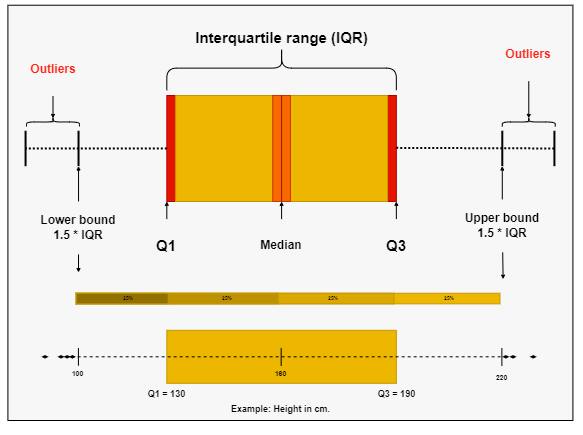 Interquartile range (IQR)
Outliers
Outliers
Lower bound
1.5 * IQR
Upper bound
1.5 * IQR
Q1
Median
Q3
25%
25%
25%
25%
100
160
220
Q1 = 130
Q3 = 190
Example: Height in cm.